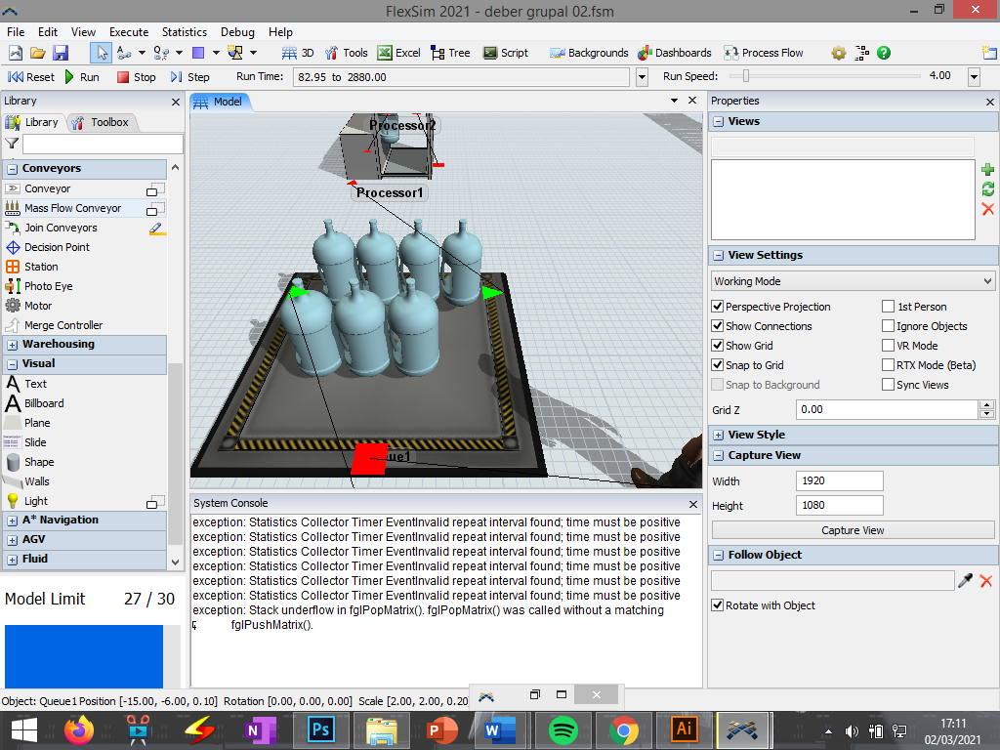 FlexSim 2021 - deber grupal 02.fsm
File Edit View Execute Statistics Debug Help
3D Tools Excel Tree Script Backgrounds Dashboards Process Flow
Reset Run Stop Step Run Time: 82.95 to 2880.00 Run Speed: 4.00
Library
Library Toolbox
Conveyors
Conveyor
Mass Flow Conveyor
Join Conveyors
Decision Point
Station
Photo Eye
Motor
Merge Controller
Warehousing
Visual
Text
Billboard
Plane
Slide
Shape
Walls
Light
A* Navigation
AGV
Fluid
Model Limit 27 / 30
Model
Processor2
Processor1
ue1
System Console
exception: Statistics Collector Timer EventInvalid repeat interval found; time must be positive
exception: Statistics Collector Timer EventInvalid repeat interval found; time must be positive
exception: Statistics Collector Timer EventInvalid repeat interval found; time must be positive
exception: Statistics Collector Timer EventInvalid repeat interval found; time must be positive
exception: Statistics Collector Timer EventInvalid repeat interval found; time must be positive
exception: Statistics Collector Timer EventInvalid repeat interval found; time must be positive
exception: Stack underflow in fglPopMatrix(). fglPopMatrix() was called without a matching
fglPushMatrix().
Properties
Views
View Settings
Working Mode
Perspective Projection 1st Person
Show Connections Ignore Objects
Show Grid VR Mode
Snap to Grid RTX Mode (Beta)
Snap to Background Sync Views
Grid Z 0.00
View Style
Capture View
Width 1920
Height 1080
Capture View
Follow Object
Rotate with Object
Object: Queue1 Position [-15.00, -6.00, 0.10] Rotation [0.00, 0.00, 0.00] Scale [2.00, 2.00, 0.20]
N Ps P W Ai
17:11
02/03/2021